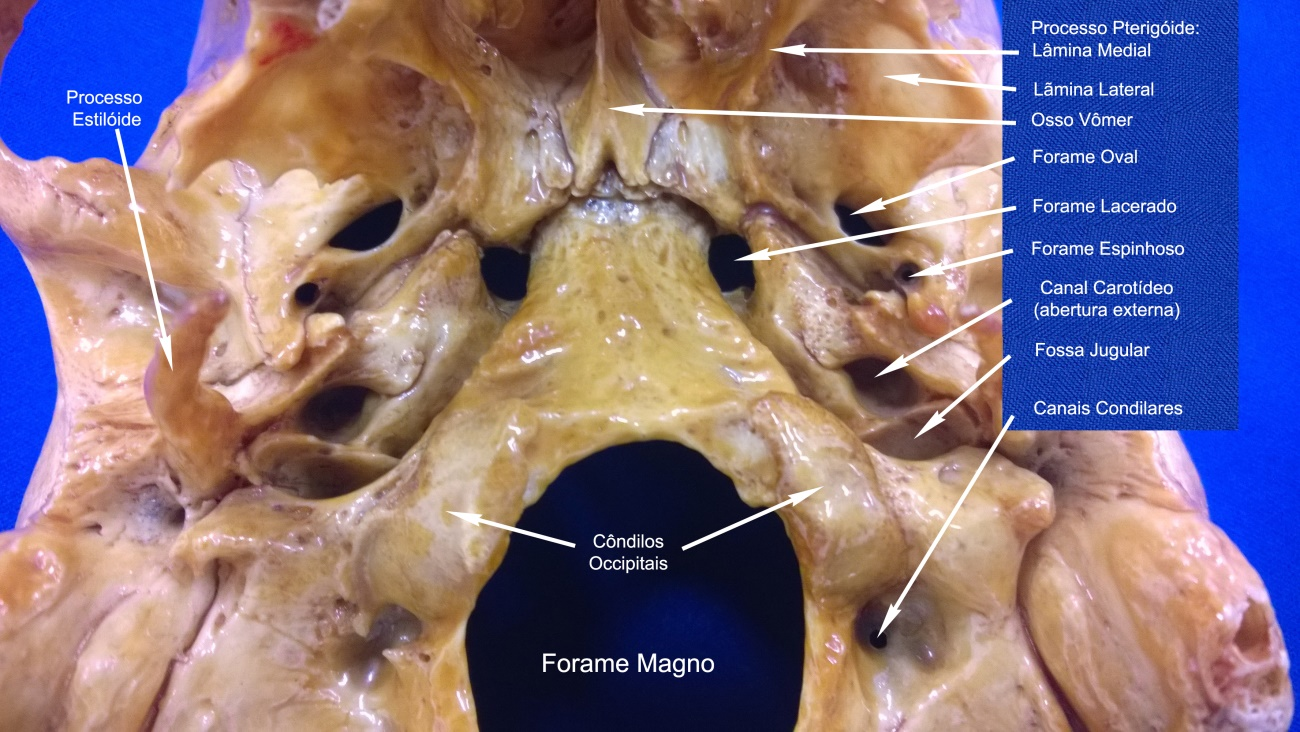 Processo Pterigóide:
Lâmina Medial
Lãmina Lateral
Osso Vômer
Forame Oval
Forame Lacerado
Forame Espinhoso
Canal Carotídeo
(abertura externa)
Fossa Jugular
Canais Condilares
Processo
Estilóide
Côndilos
Occipitais
Forame Magno